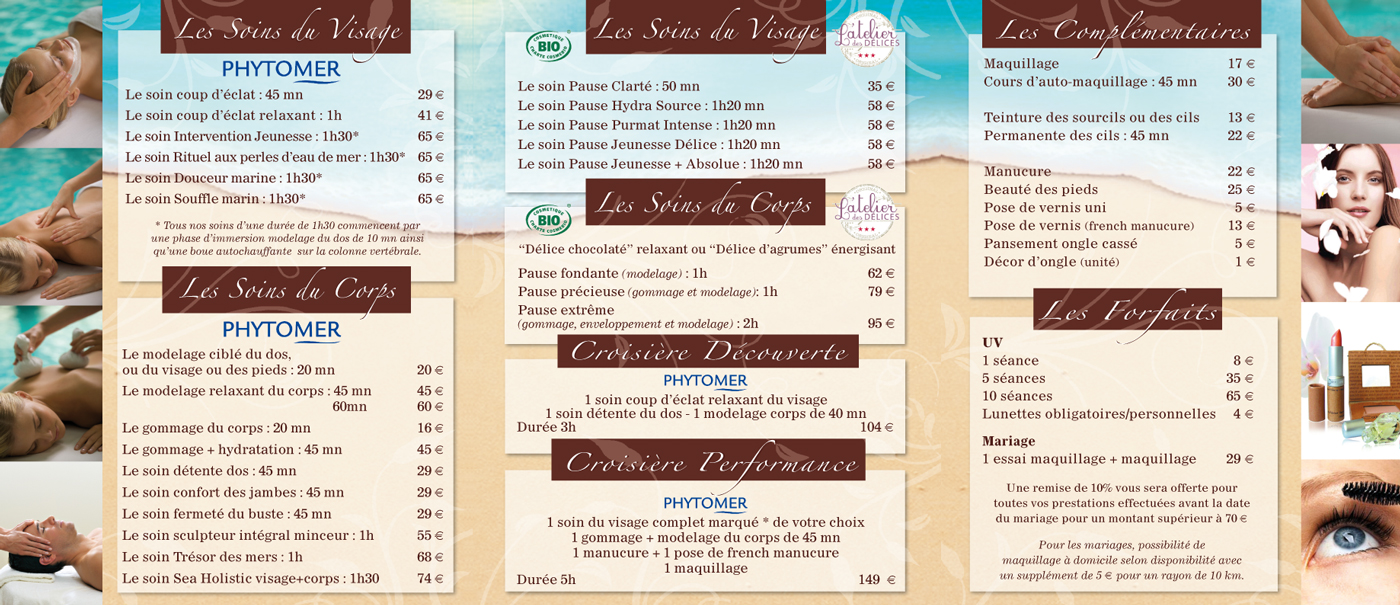 Les Soins du Visage
PHYTOMER
Le soin coup d'éclat : 45 mn 29 €
Le soin coup d'éclat relaxant : 1h 41 €
Le soin Intervention Jeunesse : 1h30* 65 €
Le soin Rituel aux perles d'eau de mer : 1h30* 65 €
Le soin Douceur marine : 1h30* 65 €
Le soin Souffle marin : 1h30* 65 €
* Tous nos soins d'une durée de 1h30 commencent par
une phase d'immersion modelage du dos de 10 mn ainsi
qu'une boue autochauffante sur la colonne vertébrale.
Les Soins du Corps
PHYTOMER
Le modelage ciblé du dos,
ou du visage ou des pieds : 20 mn 20 €
Le modelage relaxant du corps : 45 mn 45 €
60mn 60 €
Le gommage du corps : 20 mn 16 €
Le gommage + hydratation : 45 mn 45 €
Le soin détente dos : 45 mn 29 €
Le soin confort des jambes : 45 mn 29 €
Le soin fermeté du buste : 45 mn 29 €
Le soin sculpteur intégral minceur : 1h 55 €
Le soin Trésor des mers : 1h 68 €
Le soin Sea Holistic visage+corps : 1h30 74 €
Les Soins du Visage
COSMETIQUE
BIO
CHARTE COSMEBIO
L'atelier
des DÉLICES
Le soin Pause Clarté : 50 mn 35 €
Le soin Pause Hydra Source : 1h20 mn 58 €
Le soin Pause Purmat Intense : 1h20 mn 58 €
Le soin Pause Jeunesse Délice : 1h20 mn 58 €
Le soin Pause Jeunesse + Absolue : 1h20 mn 58 €
Les Soins du Corps
COSMETIQUE
BIO
CHARTE COSMEBIO
L'atelier
des DÉLICES
“Délice chocolaté” relaxant ou “Délice d'agrumes” énergisant
Pause fondante (modelage) : 1h 62 €
Pause précieuse (gommage et modelage): 1h 79 €
Pause extrême
(gommage, enveloppement et modelage) : 2h 95 €
Croisière Découverte
PHYTOMER
1 soin coup d'éclat relaxant du visage
1 soin détente du dos - 1 modelage corps de 40 mn
Durée 3h 104 €
Croisière Performance
PHYTOMER
1 soin du visage complet marqué * de votre choix
1 gommage + modelage du corps de 45 mn
1 manucure + 1 pose de french manucure
1 maquillage
Durée 5h 149 €
Les Complémentaires
Maquillage 17 €
Cours d'auto-maquillage : 45 mn 30 €
Teinture des sourcils ou des cils 13 €
Permanente des cils : 45 mn 22 €
Manucure 22 €
Beauté des pieds 25 €
Pose de vernis uni 5 €
Pose de vernis (french manucure) 13 €
Pansement ongle cassé 5 €
Décor d'ongle (unité) 1 €
Les Forfaits
UV
1 séance 8 €
5 séances 35 €
10 séances 65 €
Lunettes obligatoires/personnelles 4 €
Mariage
1 essai maquillage + maquillage 29 €
Une remise de 10% vous sera offerte pour
toutes vos prestations effectuées avant la date
du mariage pour un montant supérieur à 70 €
Pour les mariages, possibilité de
maquillage à domicile selon disponibilité avec
un supplément de 5 € pour un rayon de 10 km.